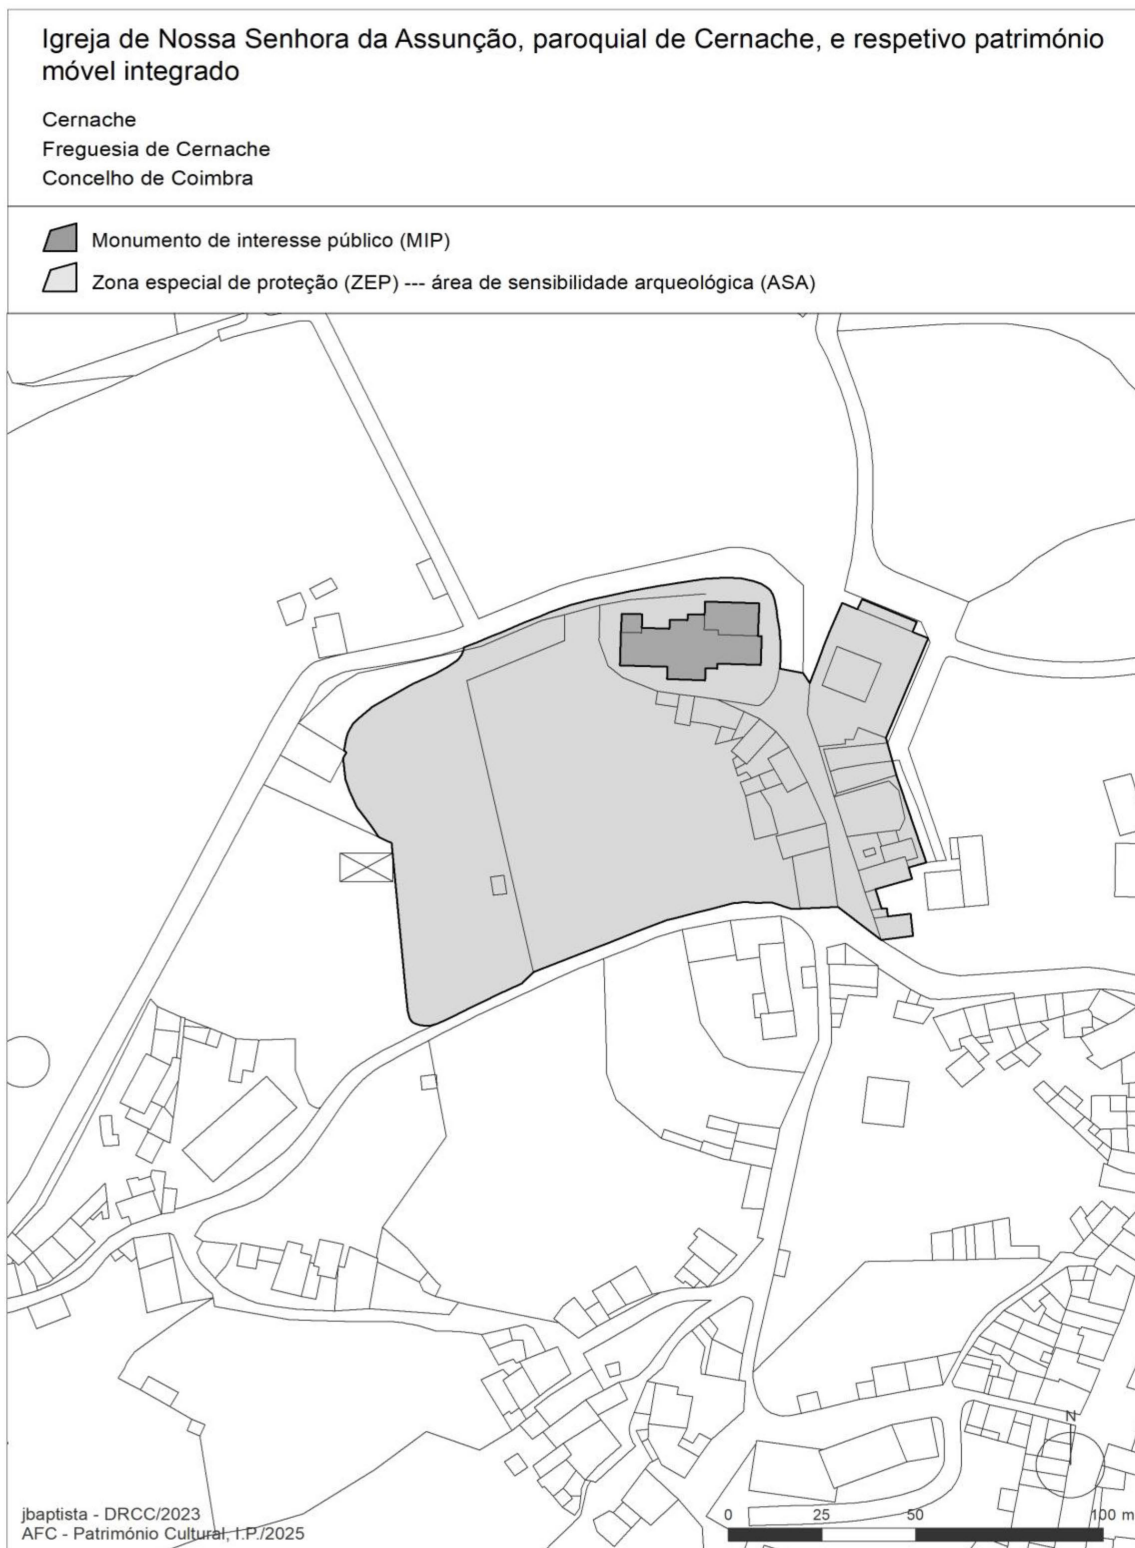 Igreja de Nossa Senhora da Assunção, paroquial de Cernache, e respetivo património
móvel integrado
Cernache
Freguesia de Cernache
Concelho de Coimbra
Monumento de interesse público (MIP)
Zona especial de proteção (ZEP) --- área de sensibilidade arqueológica (ASA)
N
jbaptista - DRCC/2023
AFC - Património Cultural, I.P./2025
0 25 50 100 m